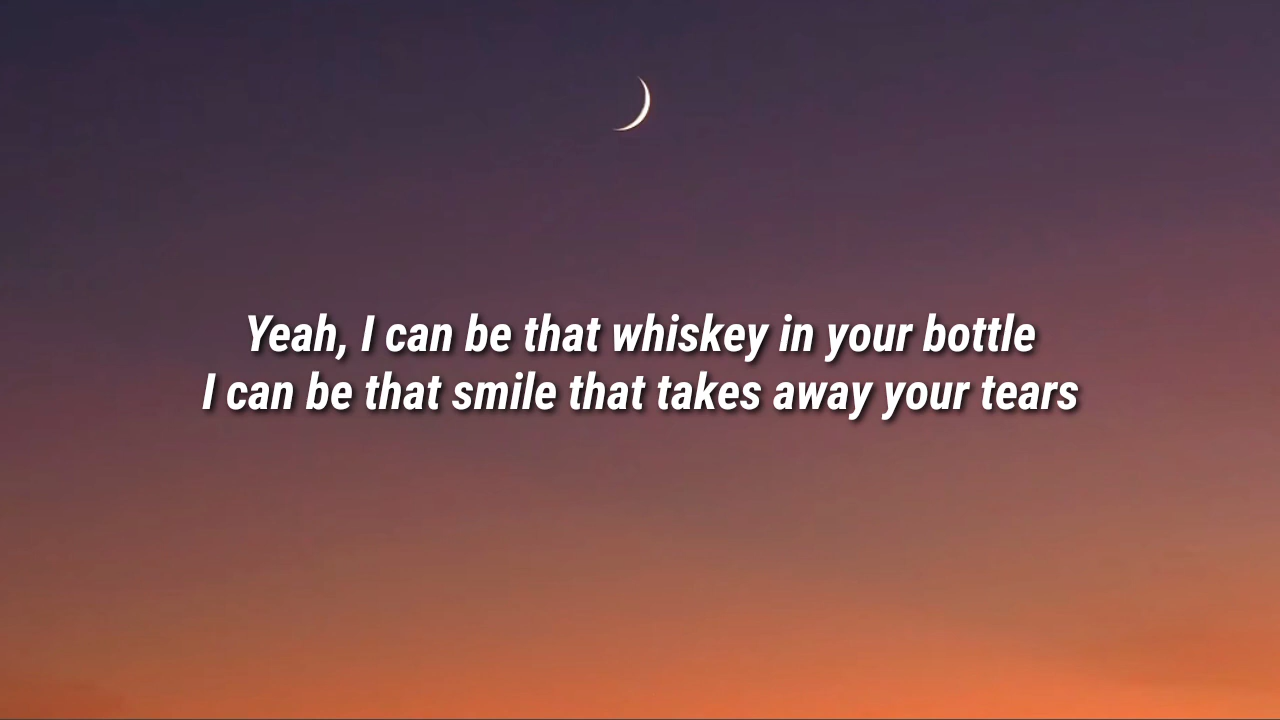 Yeah, I can be that whiskey in your bottle
I can be that smile that takes away your tears